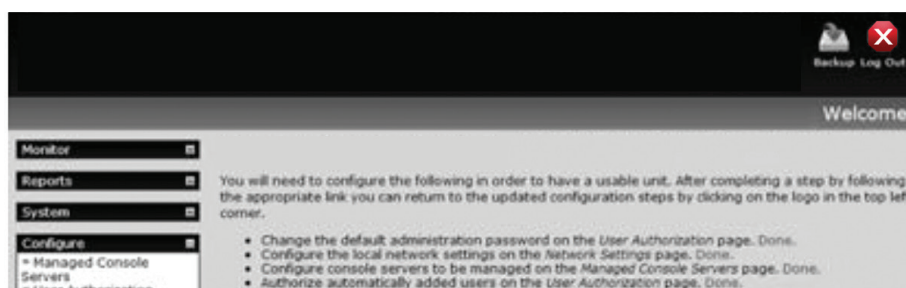 Backup Log Out
Welcome
Monitor
Reports
System
Configure
Managed Console
Servers
User Authorization
You will need to configure the following in order to have a usable unit. After completing a step by following
the appropriate link you can return to the updated configuration steps by clicking on the logo in the top left
corner.
• Change the default administration password on the User Authorization page. Done.
• Configure the local network settings on the Network Settings page. Done.
• Configure console servers to be managed on the Managed Console Servers page. Done.
• Authorize automatically added users on the User Authorization page. Done.